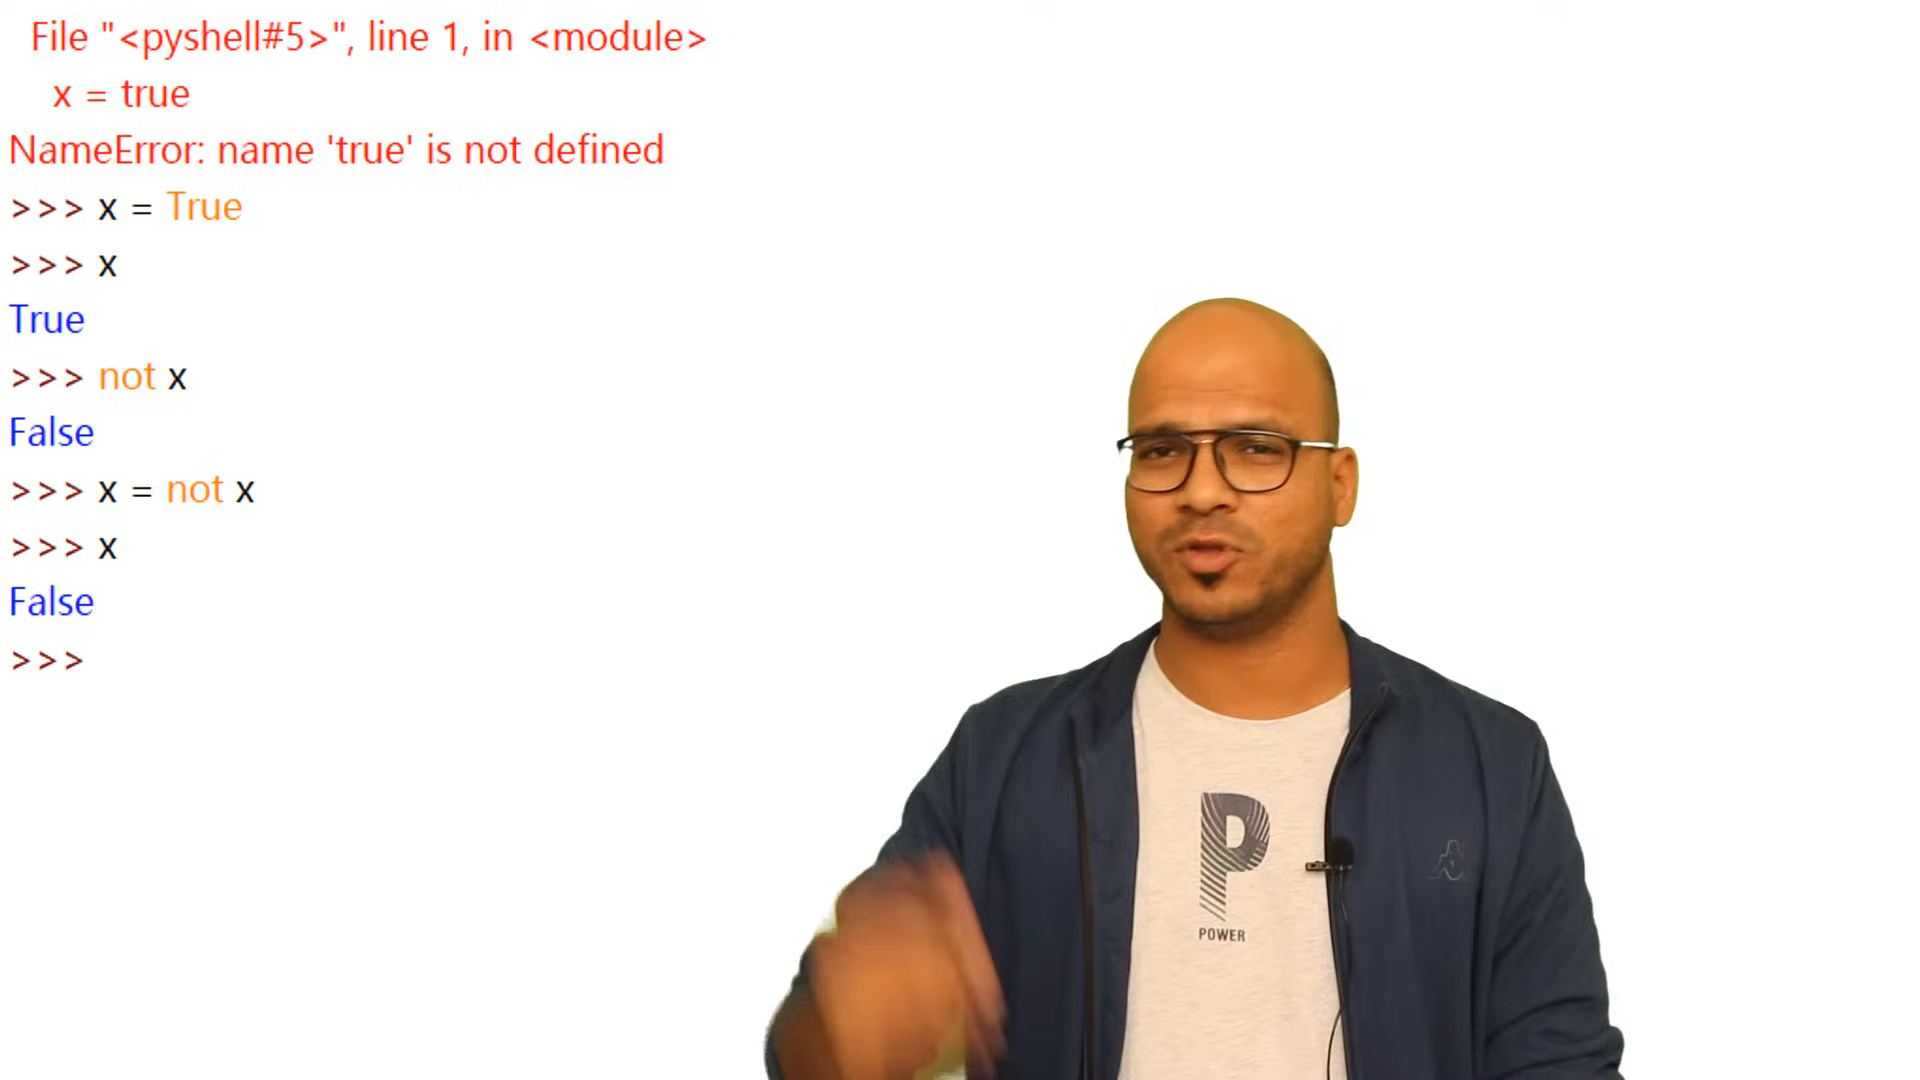 File "<pyshell#5>", line 1, in <module>
x = true
NameError: name 'true' is not defined
>>> x = True
>>> x
True
>>> not x
False
>>> x = not x
>>> x
False
>>>
P
POWER